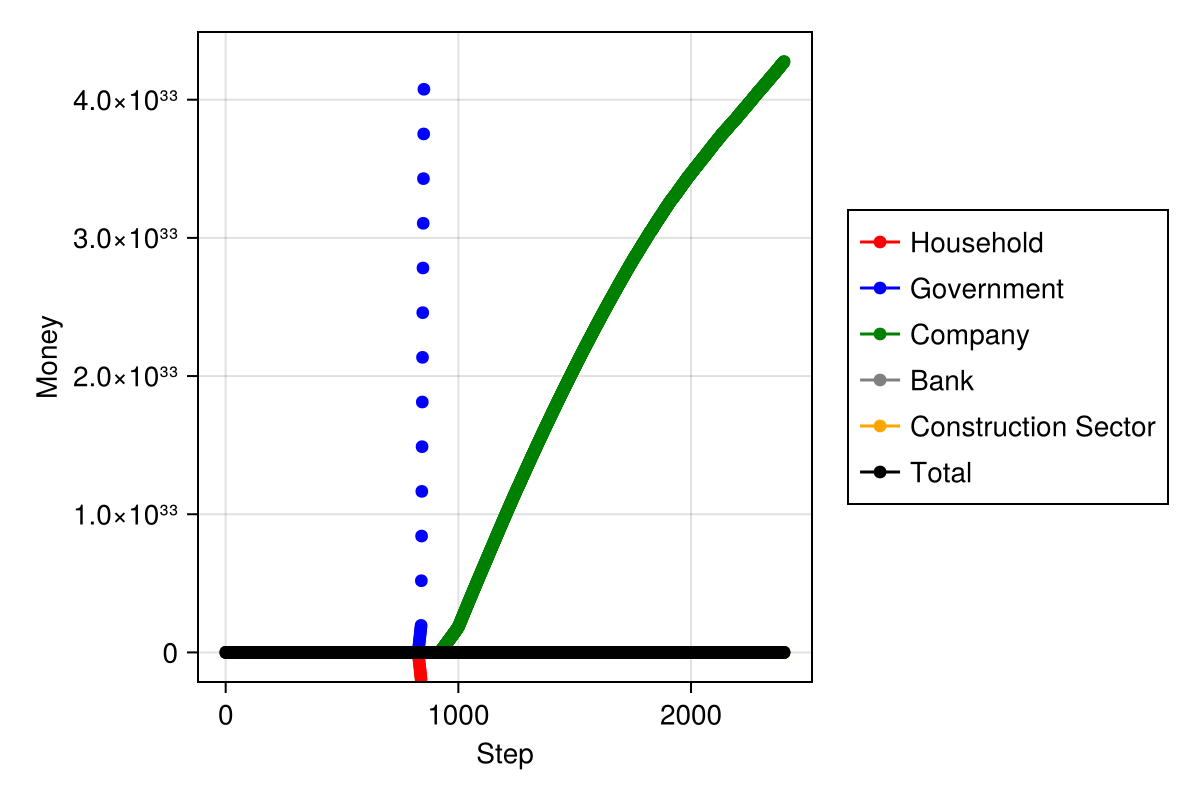 4.0×10³³
3.0×10³³
2.0×10³³
1.0×10³³
0
Money
0
1000
2000
Step
Household
Government
Company
Bank
Construction Sector
Total